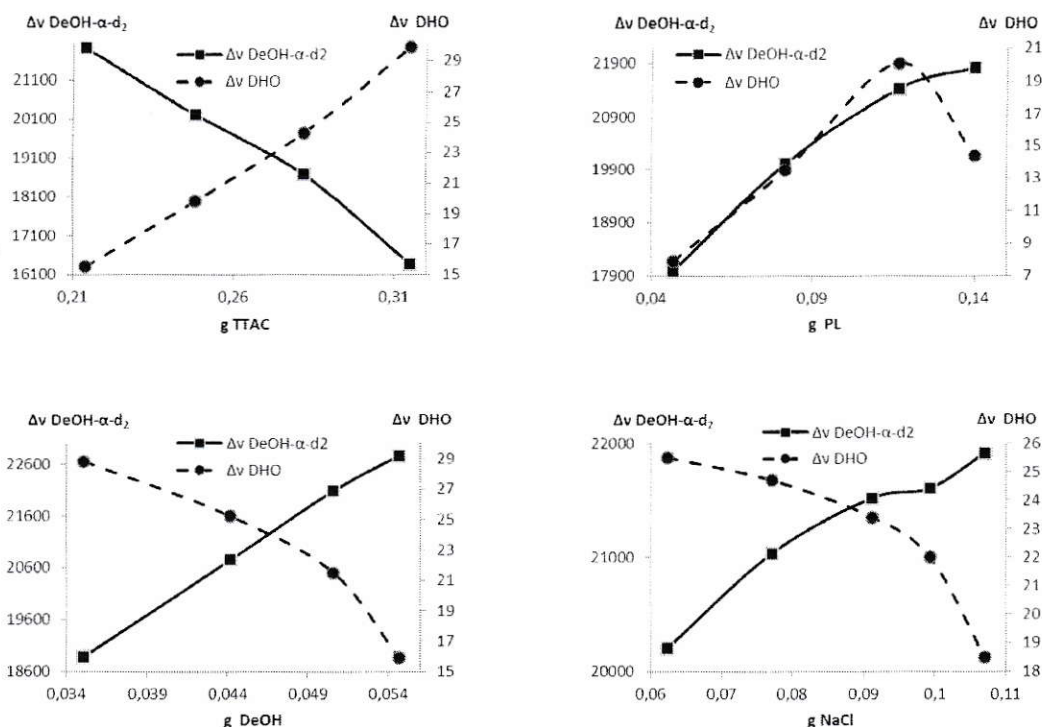 Δν DeOH-α-d₂ Δν DHO
Δν DeOH-α-d2
Δν DHO
21100
20100
19100
18100
17100
16100
29
27
25
23
21
19
17
15
0,21 0,26 0,31
g TTAC
Δν DeOH-α-d₂ Δν DHO
Δν DeOH-α-d2
Δν DHO
21900
20900
19900
18900
17900
21
19
17
15
13
11
9
7
0,04 0,09 0,14
g PL
Δν DeOH-α-d₂ Δν DHO
Δν DeOH-α-d2
Δν DHO
22600
21600
20600
19600
18600
29
27
25
23
21
19
17
15
0,034 0,039 0,044 0,049 0,054
g DeOH
Δν DeOH-α-d₂ Δν DHO
Δν DeOH-α-d2
Δν DHO
22000
21000
20000
26
25
24
23
22
21
20
19
18
0,06 0,07 0,08 0,09 0,1 0,11
g NaCl